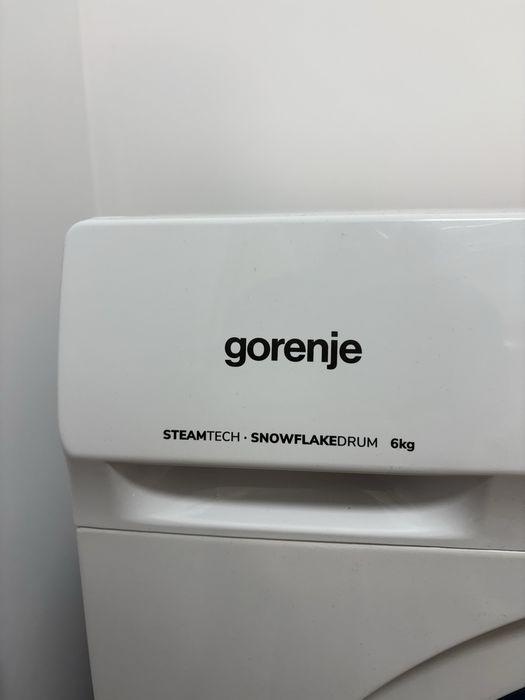 gorenje
STEAMTECH · SNOWFLAKEDRUM 6kg